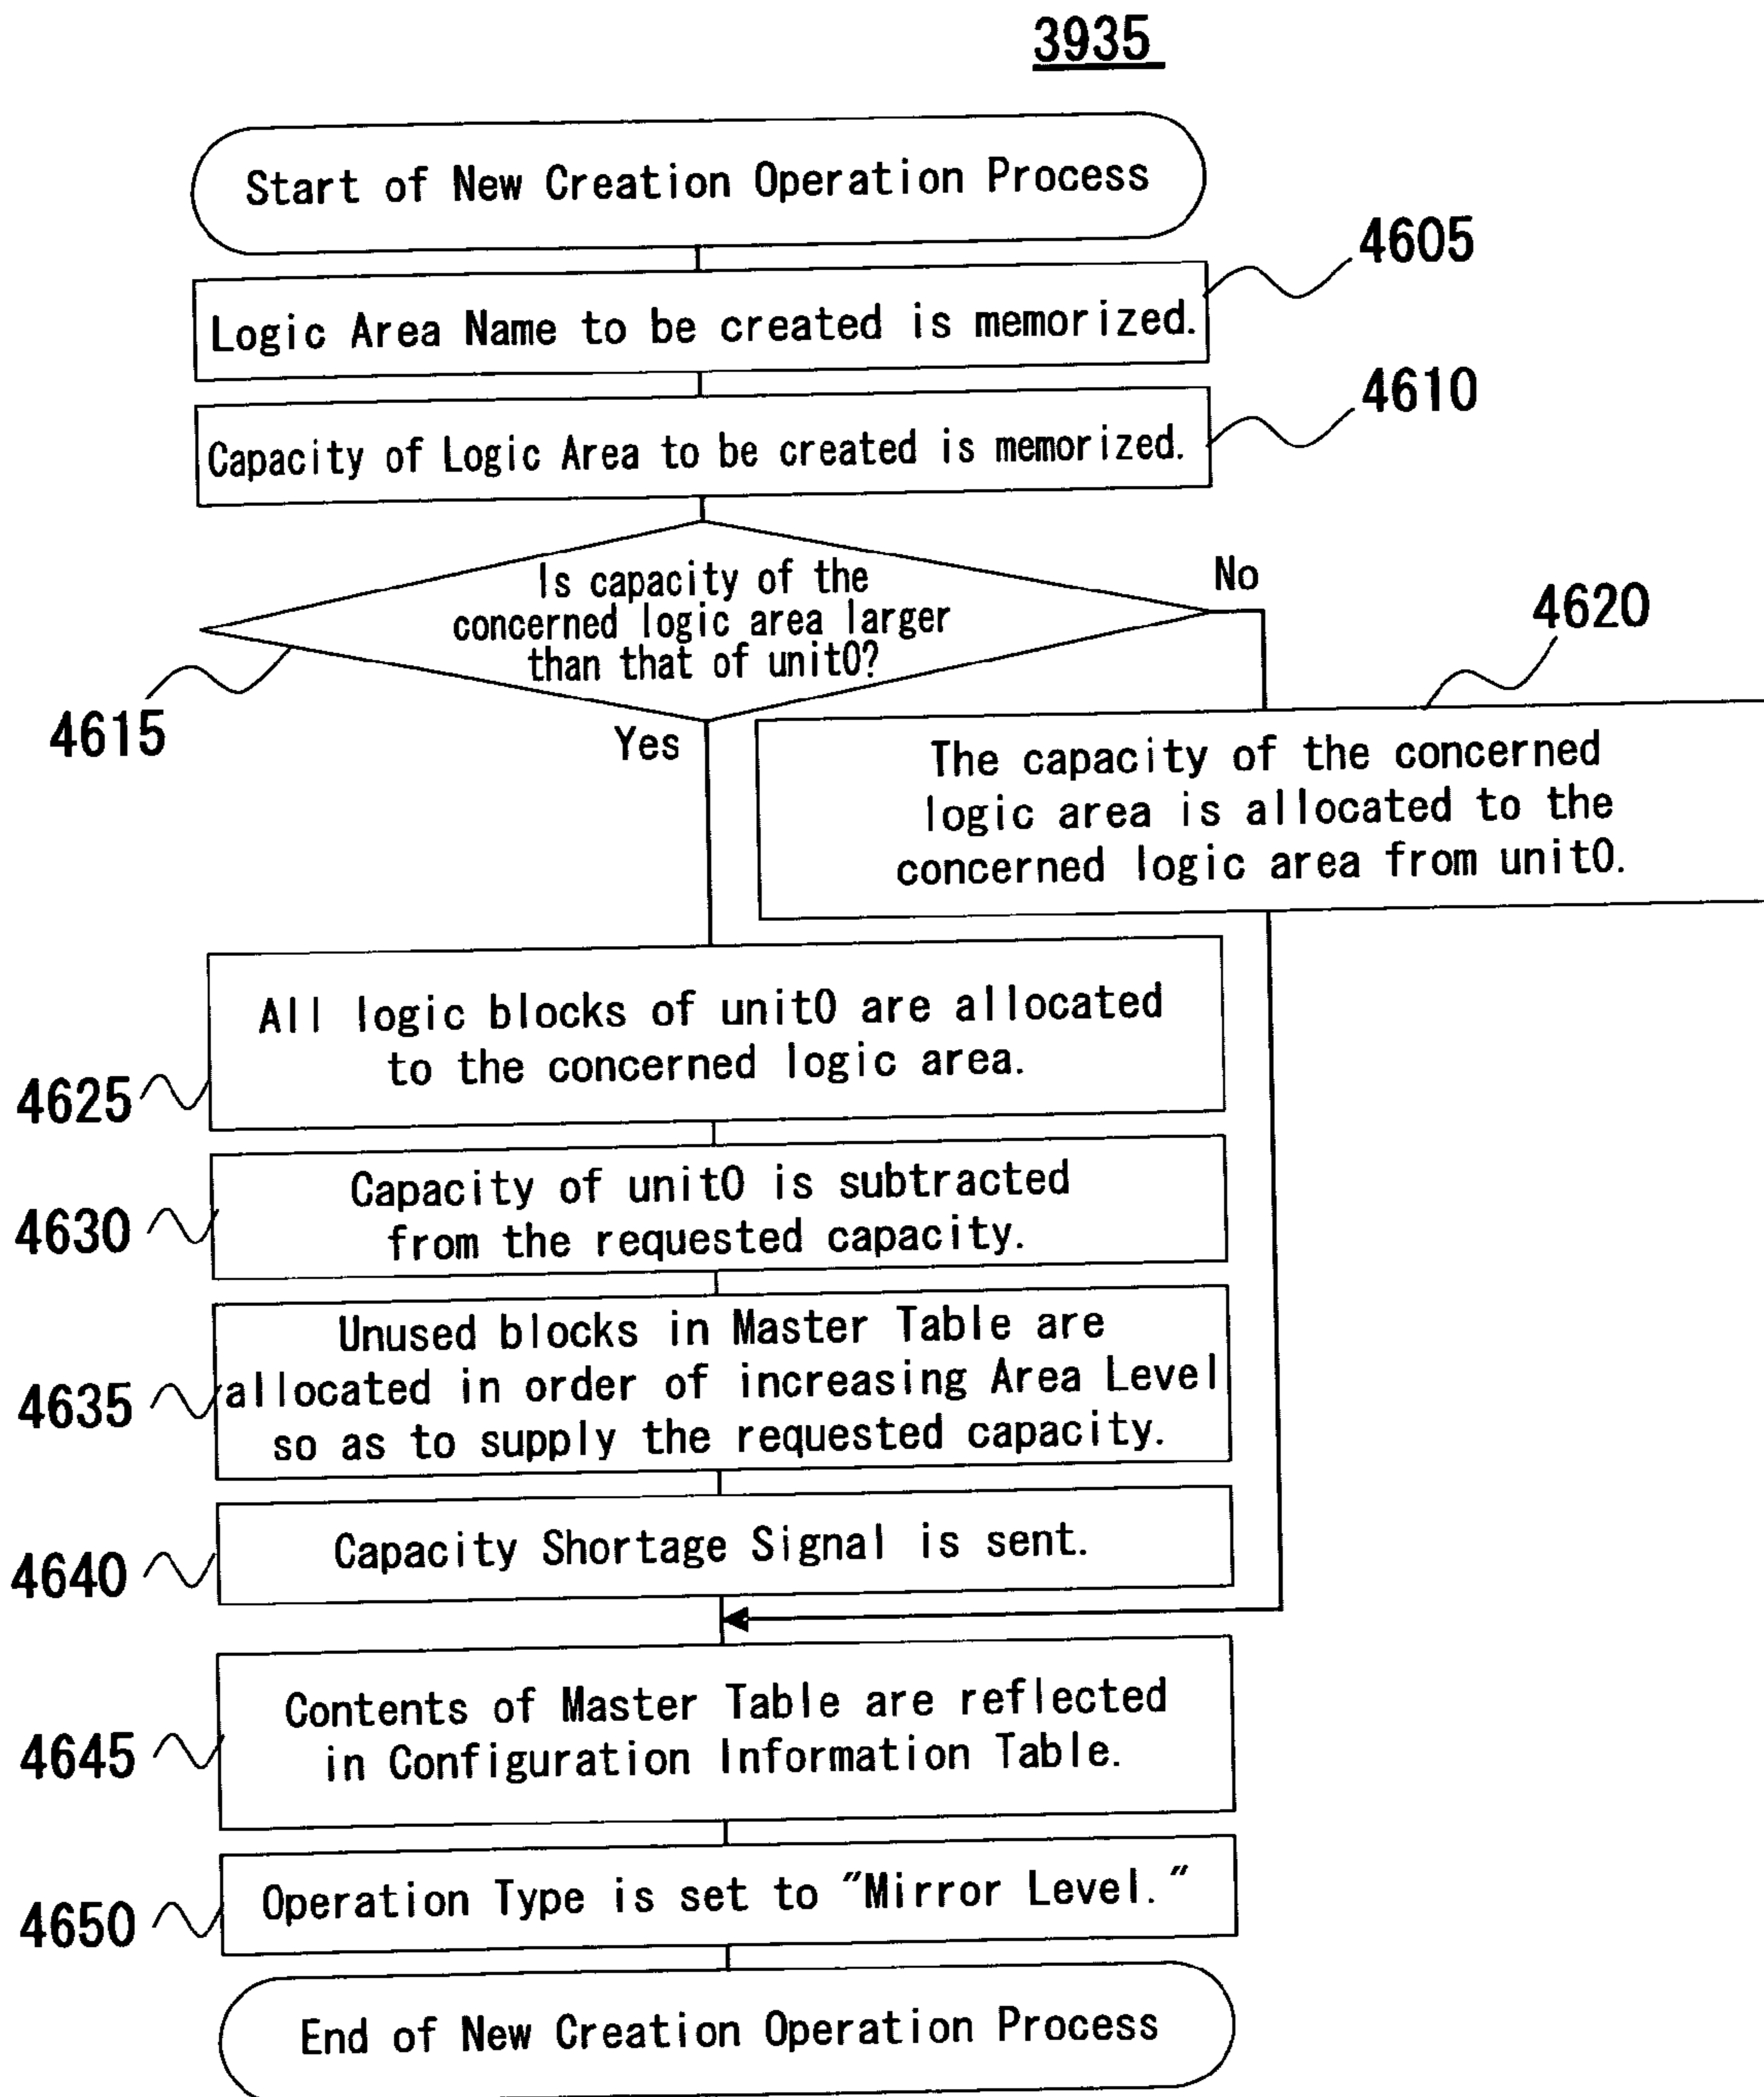 3935
Start of New Creation Operation Process
4605
Logic Area Name to be created is memorized.
4610
Capacity of Logic Area to be created is memorized.
Is capacity of the
concerned logic area larger
than that of unit0?
No
4620
4615
Yes
The capacity of the concerned
logic area is allocated to the
concerned logic area from unit0.
All logic blocks of unit0 are allocated
to the concerned logic area.
4625
Capacity of unit0 is subtracted
from the requested capacity.
4630
Unused blocks in Master Table are
allocated in order of increasing Area Level
so as to supply the requested capacity.
4635
Capacity Shortage Signal is sent.
4640
Contents of Master Table are reflected
in Configuration Information Table.
4645
Operation Type is set to "Mirror Level."
4650
End of New Creation Operation Process